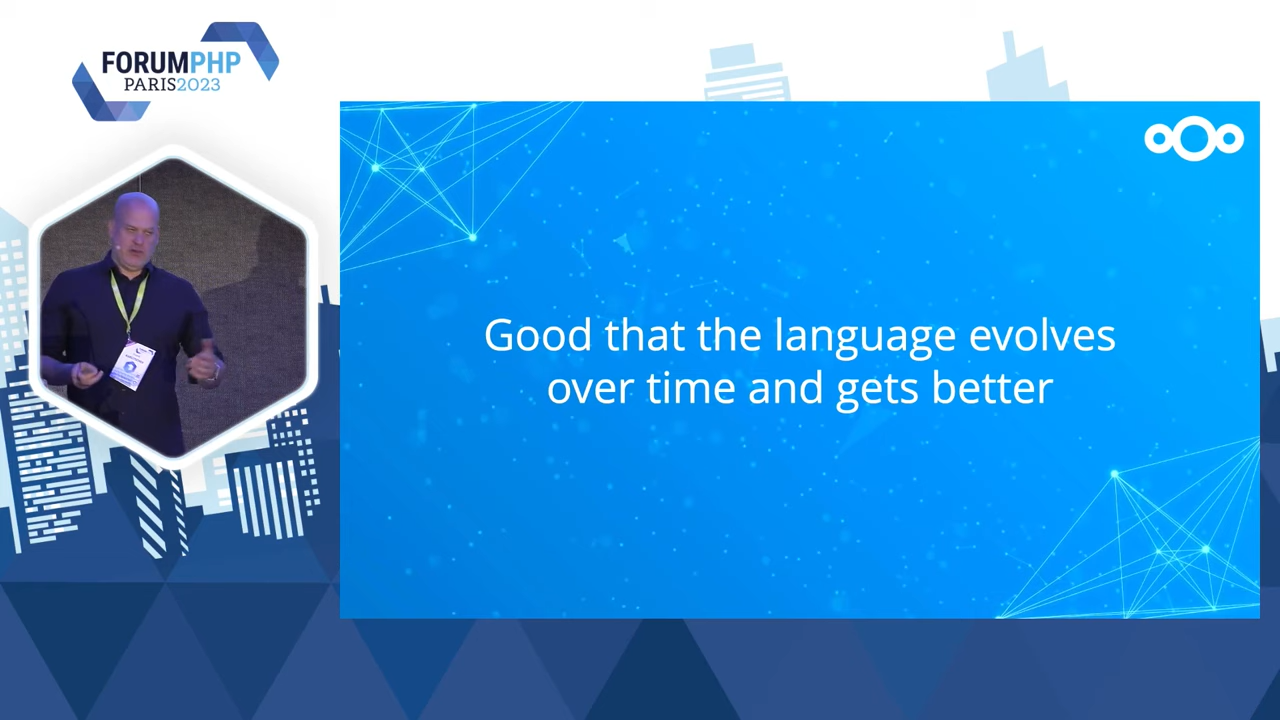 FORUMPHP
PARIS2023
Good that the language evolves
over time and gets better